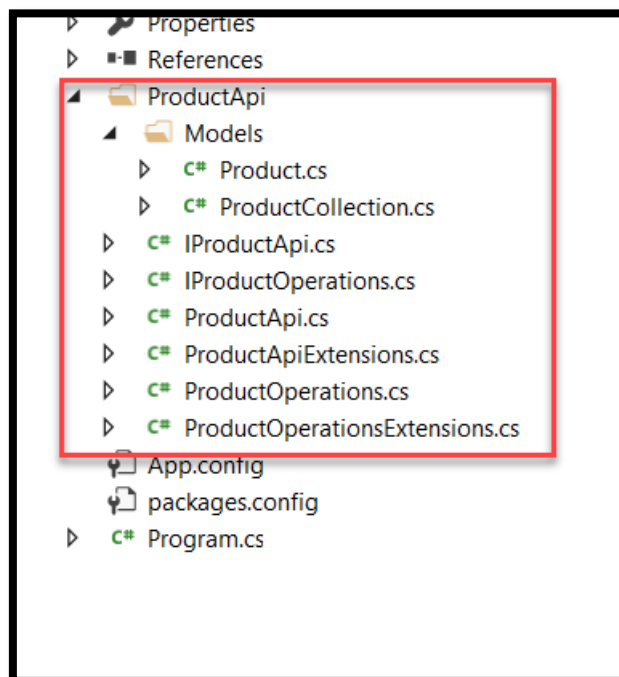 Properties
References
ProductApi
Models
C# Product.cs
C# ProductCollection.cs
C# IProductApi.cs
C# IProductOperations.cs
C# ProductApi.cs
C# ProductApiExtensions.cs
C# ProductOperations.cs
C# ProductOperationsExtensions.cs
App.config
packages.config
C# Program.cs